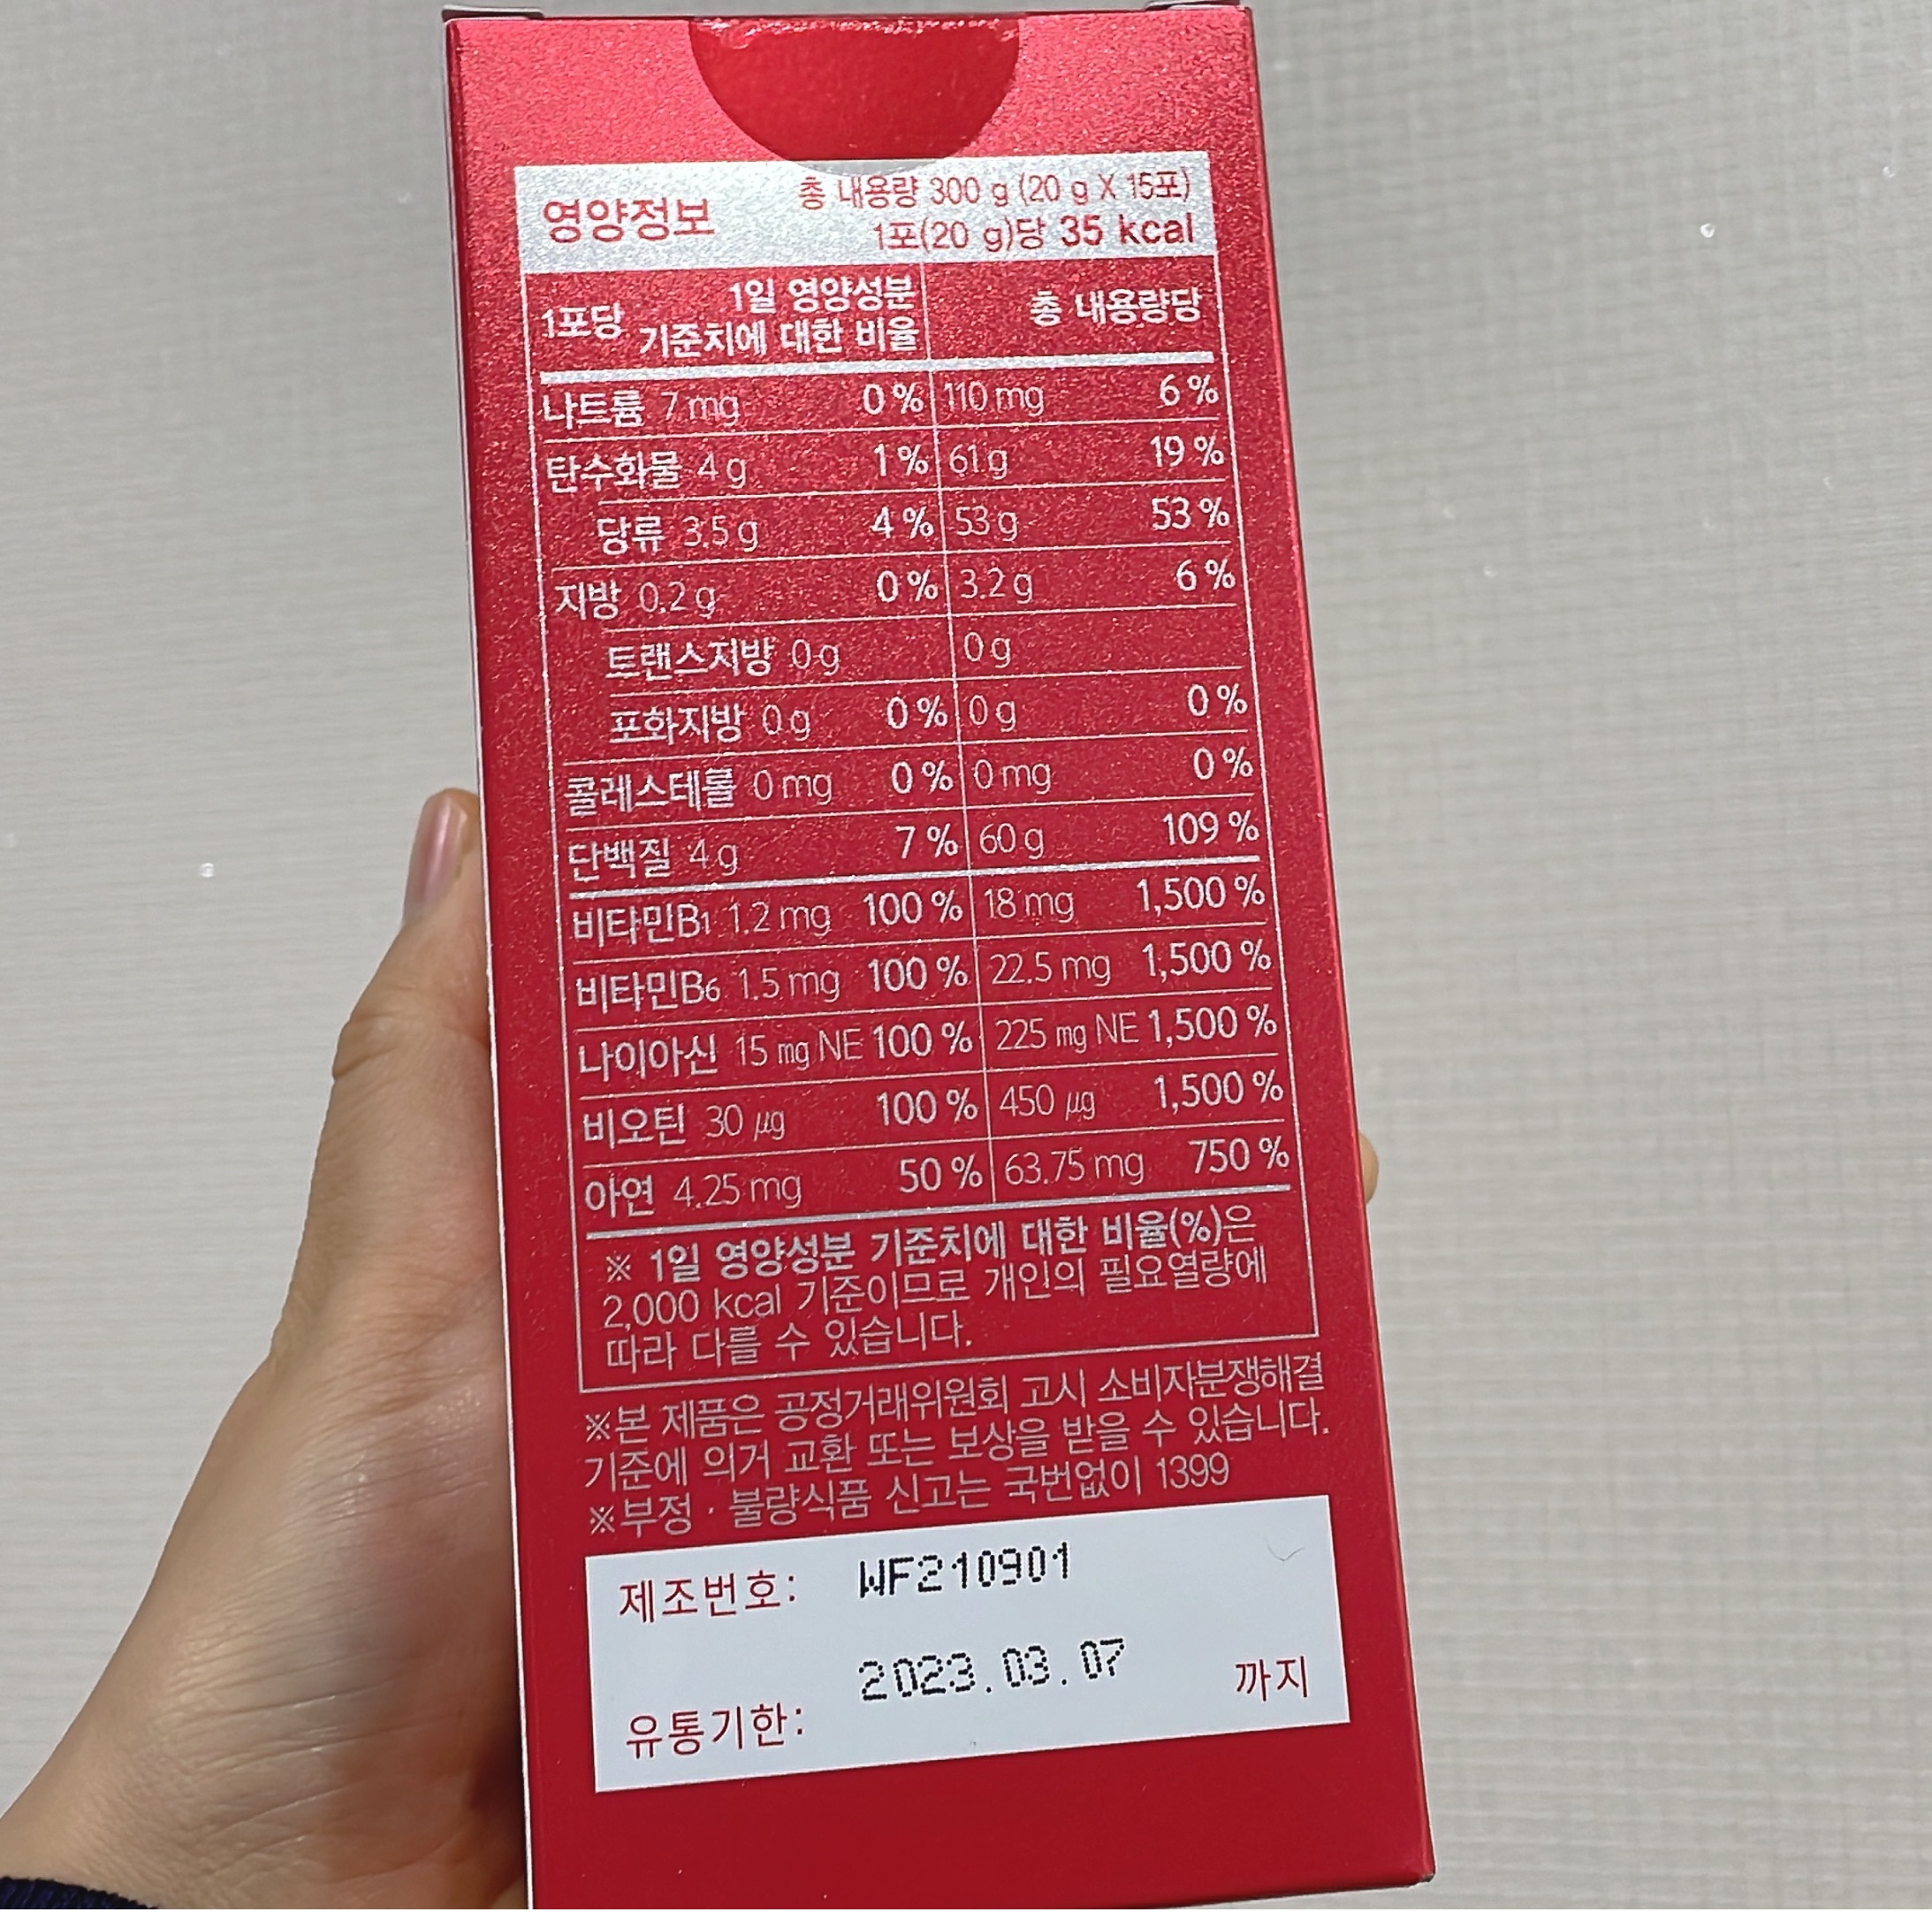 영양정보
총 내용량 300 g (20 g X 15포)
1포(20 g)당 35 kcal
1포당 1일 영양성분 기준치에 대한 비율 총 내용량당
나트륨 7 mg 0 % 110 mg 6 %
탄수화물 4 g 1 % 61 g 19 %
당류 3.5 g 4 % 53 g 53 %
지방 0.2 g 0 % 3.2 g 6 %
트랜스지방 0 g 0 g
포화지방 0 g 0 % 0 g 0 %
콜레스테롤 0 mg 0 % 0 mg 0 %
단백질 4 g 7 % 60 g 109 %
비타민B1 1.2 mg 100 % 18 mg 1,500 %
비타민B6 1.5 mg 100 % 22.5 mg 1,500 %
나이아신 15 mg NE 100 % 225 mg NE 1,500 %
비오틴 30 µg 100 % 450 µg 1,500 %
아연 4.25 mg 50 % 63.75 mg 750 %
※ 1일 영양성분 기준치에 대한 비율(%)은
2,000 kcal 기준이므로 개인의 필요열량에
따라 다를 수 있습니다.
※본 제품은 공정거래위원회 고시 소비자분쟁해결
기준에 의거 교환 또는 보상을 받을 수 있습니다.
※부정 · 불량식품 신고는 국번없이 1399
제조번호: WF210901
2023.03.07
유통기한: 까지